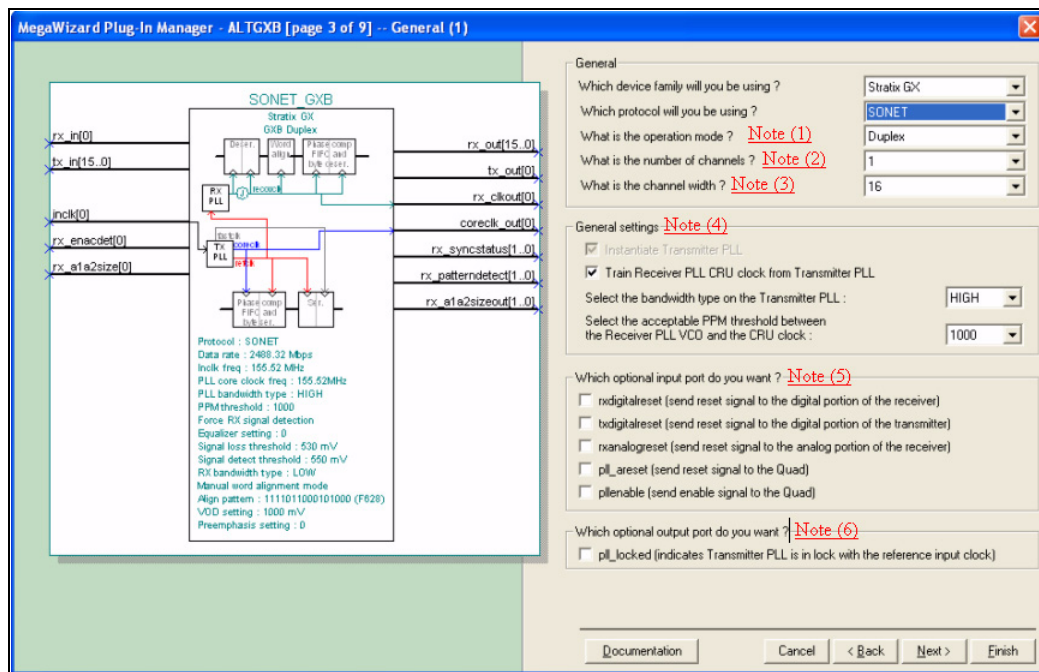 MegaWizard Plug-In Manager - ALTGXB [page 3 of 9] -- General (1)
SONET_GXB
Stratix GX
GXB Duplex
rx_in[0]
tx_in[15..0]
inclk[0]
rx_enacdet[0]
rx_a1a2size[0]
Deser.
Word align
Phase comp FIFO and byte deser.
RX PLL
recovclk
TX PLL
coreclk
refclk
Phase comp FIFO and byte ser.
Ser.
rx_out[15..0]
tx_out[0]
rx_clkout[0]
coreclk_out[0]
rx_syncstatus[1..0]
rx_patterndetect[1..0]
rx_a1a2sizeout[1..0]
Protocol : SONET
Data rate : 2488.32 Mbps
Inclk freq : 155.52 MHz
PLL core clock freq : 155.52MHz
PLL bandwidth type : HIGH
PPM threshold : 1000
Force RX signal detection
Equalizer setting : 0
Signal loss threshold : 530 mV
Signal detect threshold : 550 mV
RX bandwidth type : LOW
Manual word alignment mode
Align pattern : 1111011000101000 (F628)
VOD setting : 1000 mV
Preemphasis setting : 0
General
Which device family will you be using ? Stratix GX
Which protocol will you be using ? SONET
What is the operation mode ? Note (1) Duplex
What is the number of channels ? Note (2) 1
What is the channel width ? Note (3) 16
General settings Note (4)
Instantiate Transmitter PLL
Train Receiver PLL CRU clock from Transmitter PLL
Select the bandwidth type on the Transmitter PLL : HIGH
Select the acceptable PPM threshold between
the Receiver PLL VCO and the CRU clock : 1000
Which optional input port do you want ? Note (5)
rxdigitalreset (send reset signal to the digital portion of the receiver)
txdigitalreset (send reset signal to the digital portion of the transmitter)
rxanalogreset (send reset signal to the analog portion of the receiver)
pll_areset (send reset signal to the Quad)
pllenable (send enable signal to the Quad)
Which optional output port do you want ? Note (6)
pll_locked (indicates Transmitter PLL is in lock with the reference input clock)
Documentation
Cancel
< Back
Next >
Finish